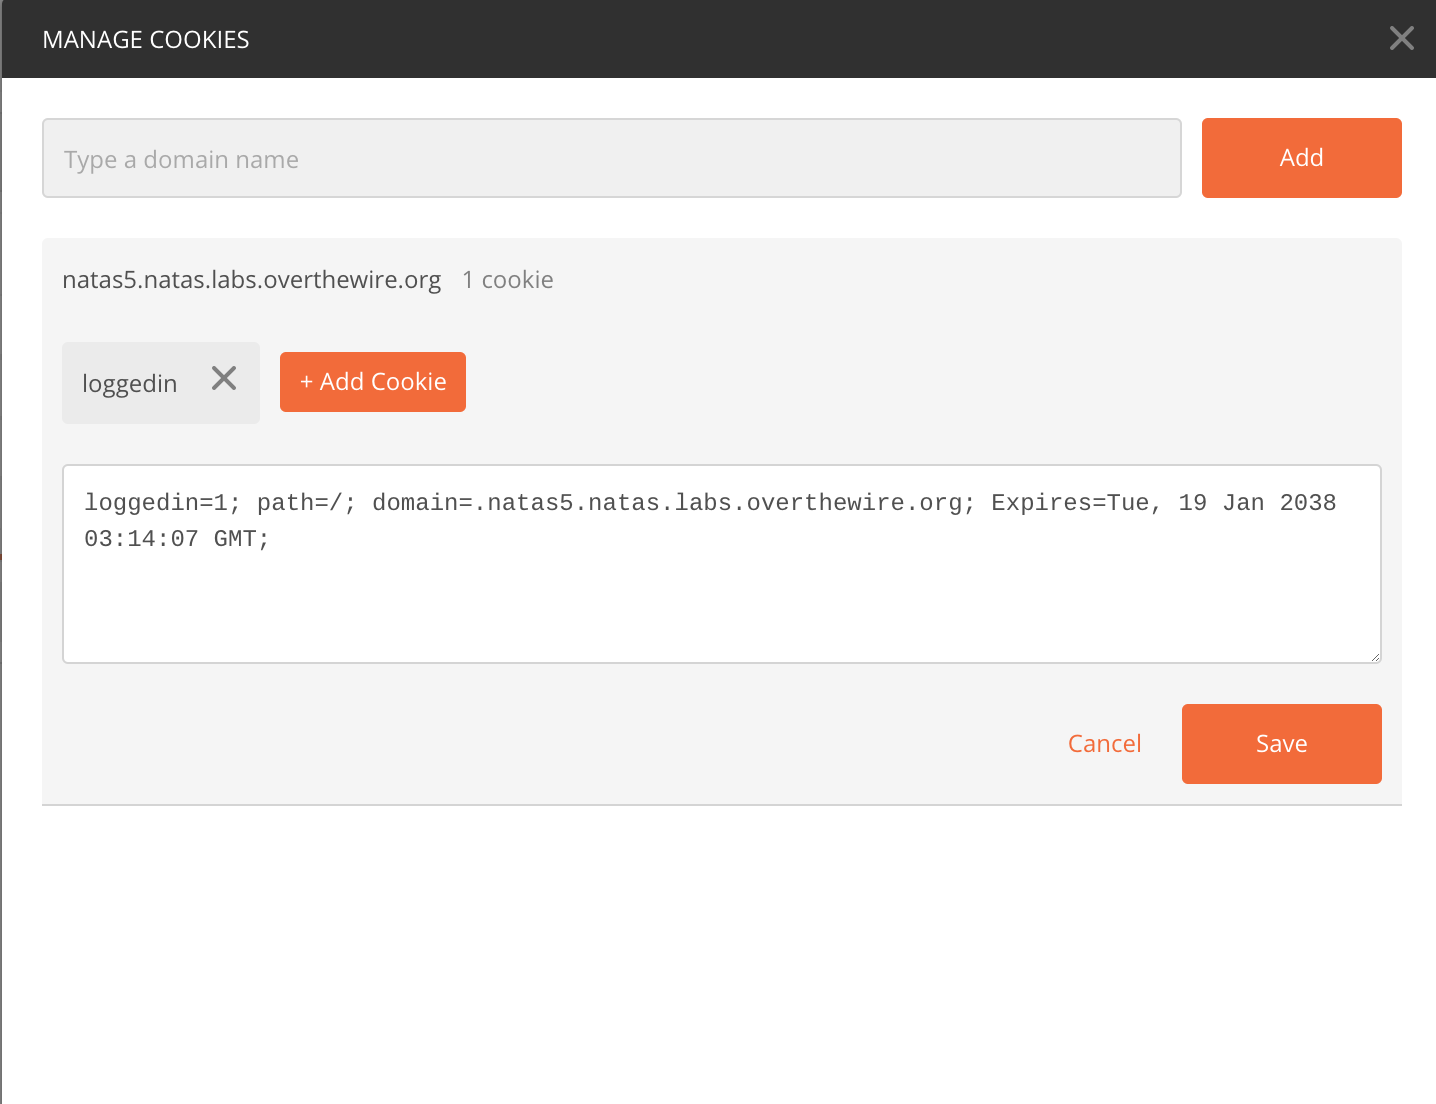 MANAGE COOKIES
Type a domain name
Add
natas5.natas.labs.overthewire.org 1 cookie
loggedin
+ Add Cookie
loggedin=1; path=/; domain=.natas5.natas.labs.overthewire.org; Expires=Tue, 19 Jan 2038
03:14:07 GMT;
Cancel
Save